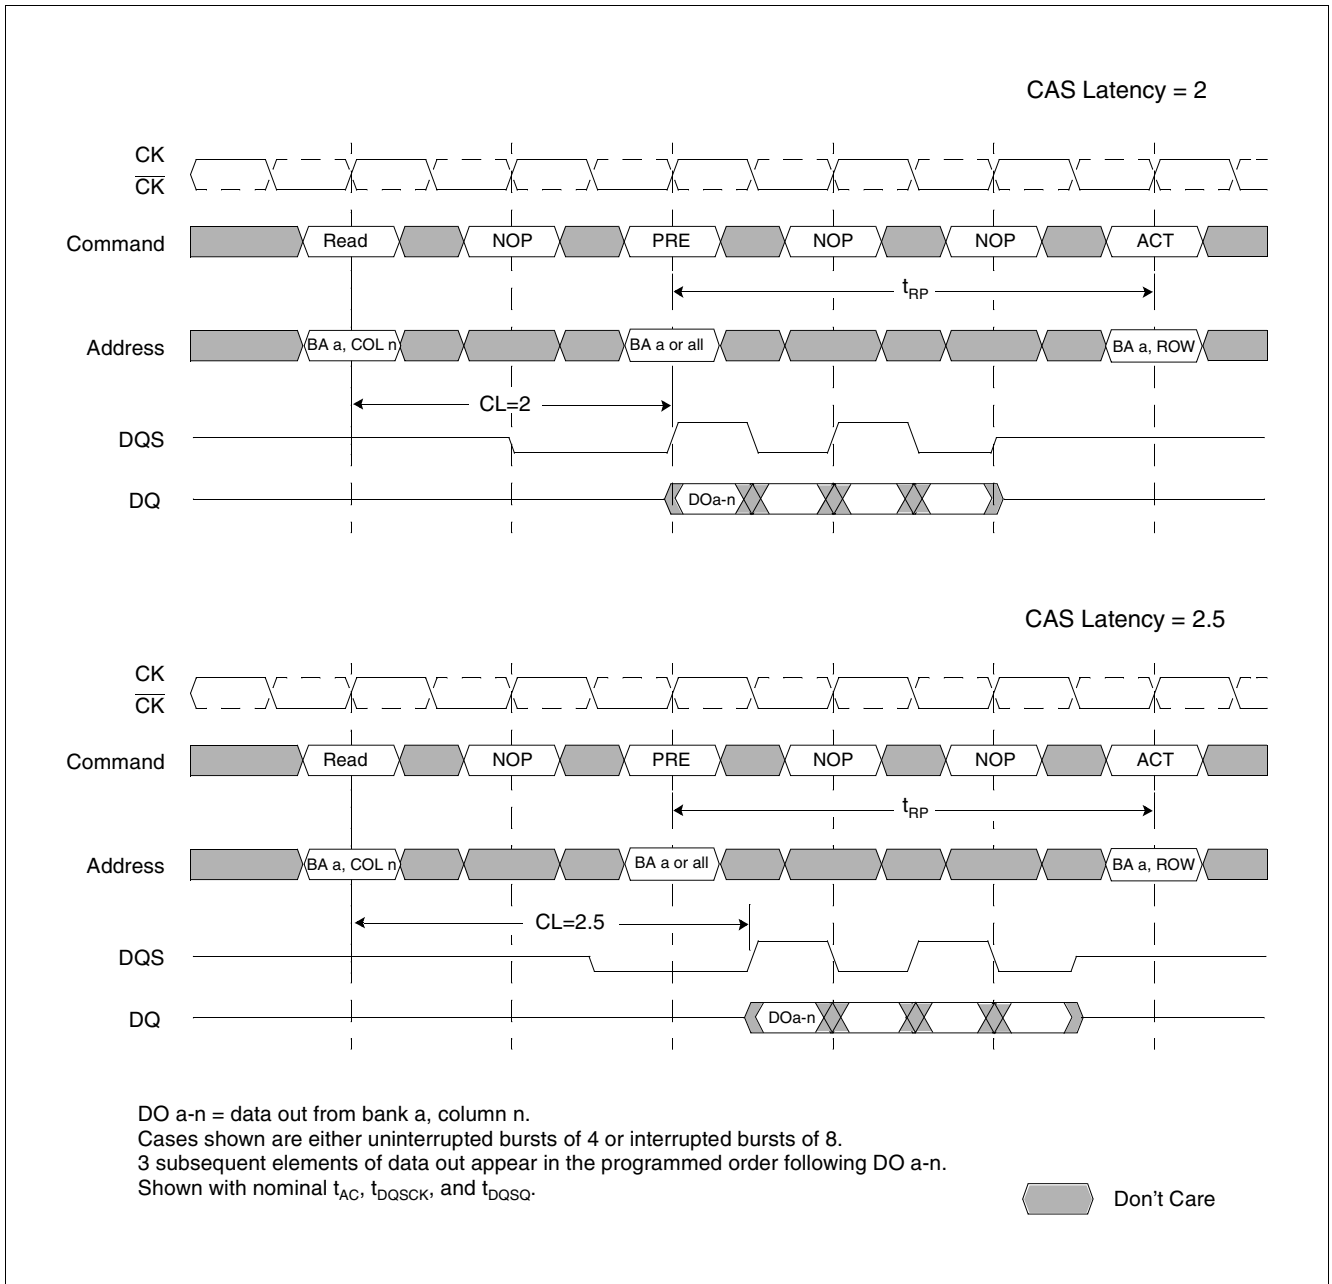 CAS Latency = 2
CK
CK
Command
Read
NOP
PRE
NOP
NOP
ACT
tRP
Address
BA a, COL n
BA a or all
BA a, ROW
CL=2
DQS
DQ
DOa-n
CAS Latency = 2.5
CK
CK
Command
Read
NOP
PRE
NOP
NOP
ACT
tRP
Address
BA a, COL n
BA a or all
BA a, ROW
CL=2.5
DQS
DQ
DOa-n
DO a-n = data out from bank a, column n.
Cases shown are either uninterrupted bursts of 4 or interrupted bursts of 8.
3 subsequent elements of data out appear in the programmed order following DO a-n.
Shown with nominal tAC, tDQSCK, and tDQSQ.
Don't Care